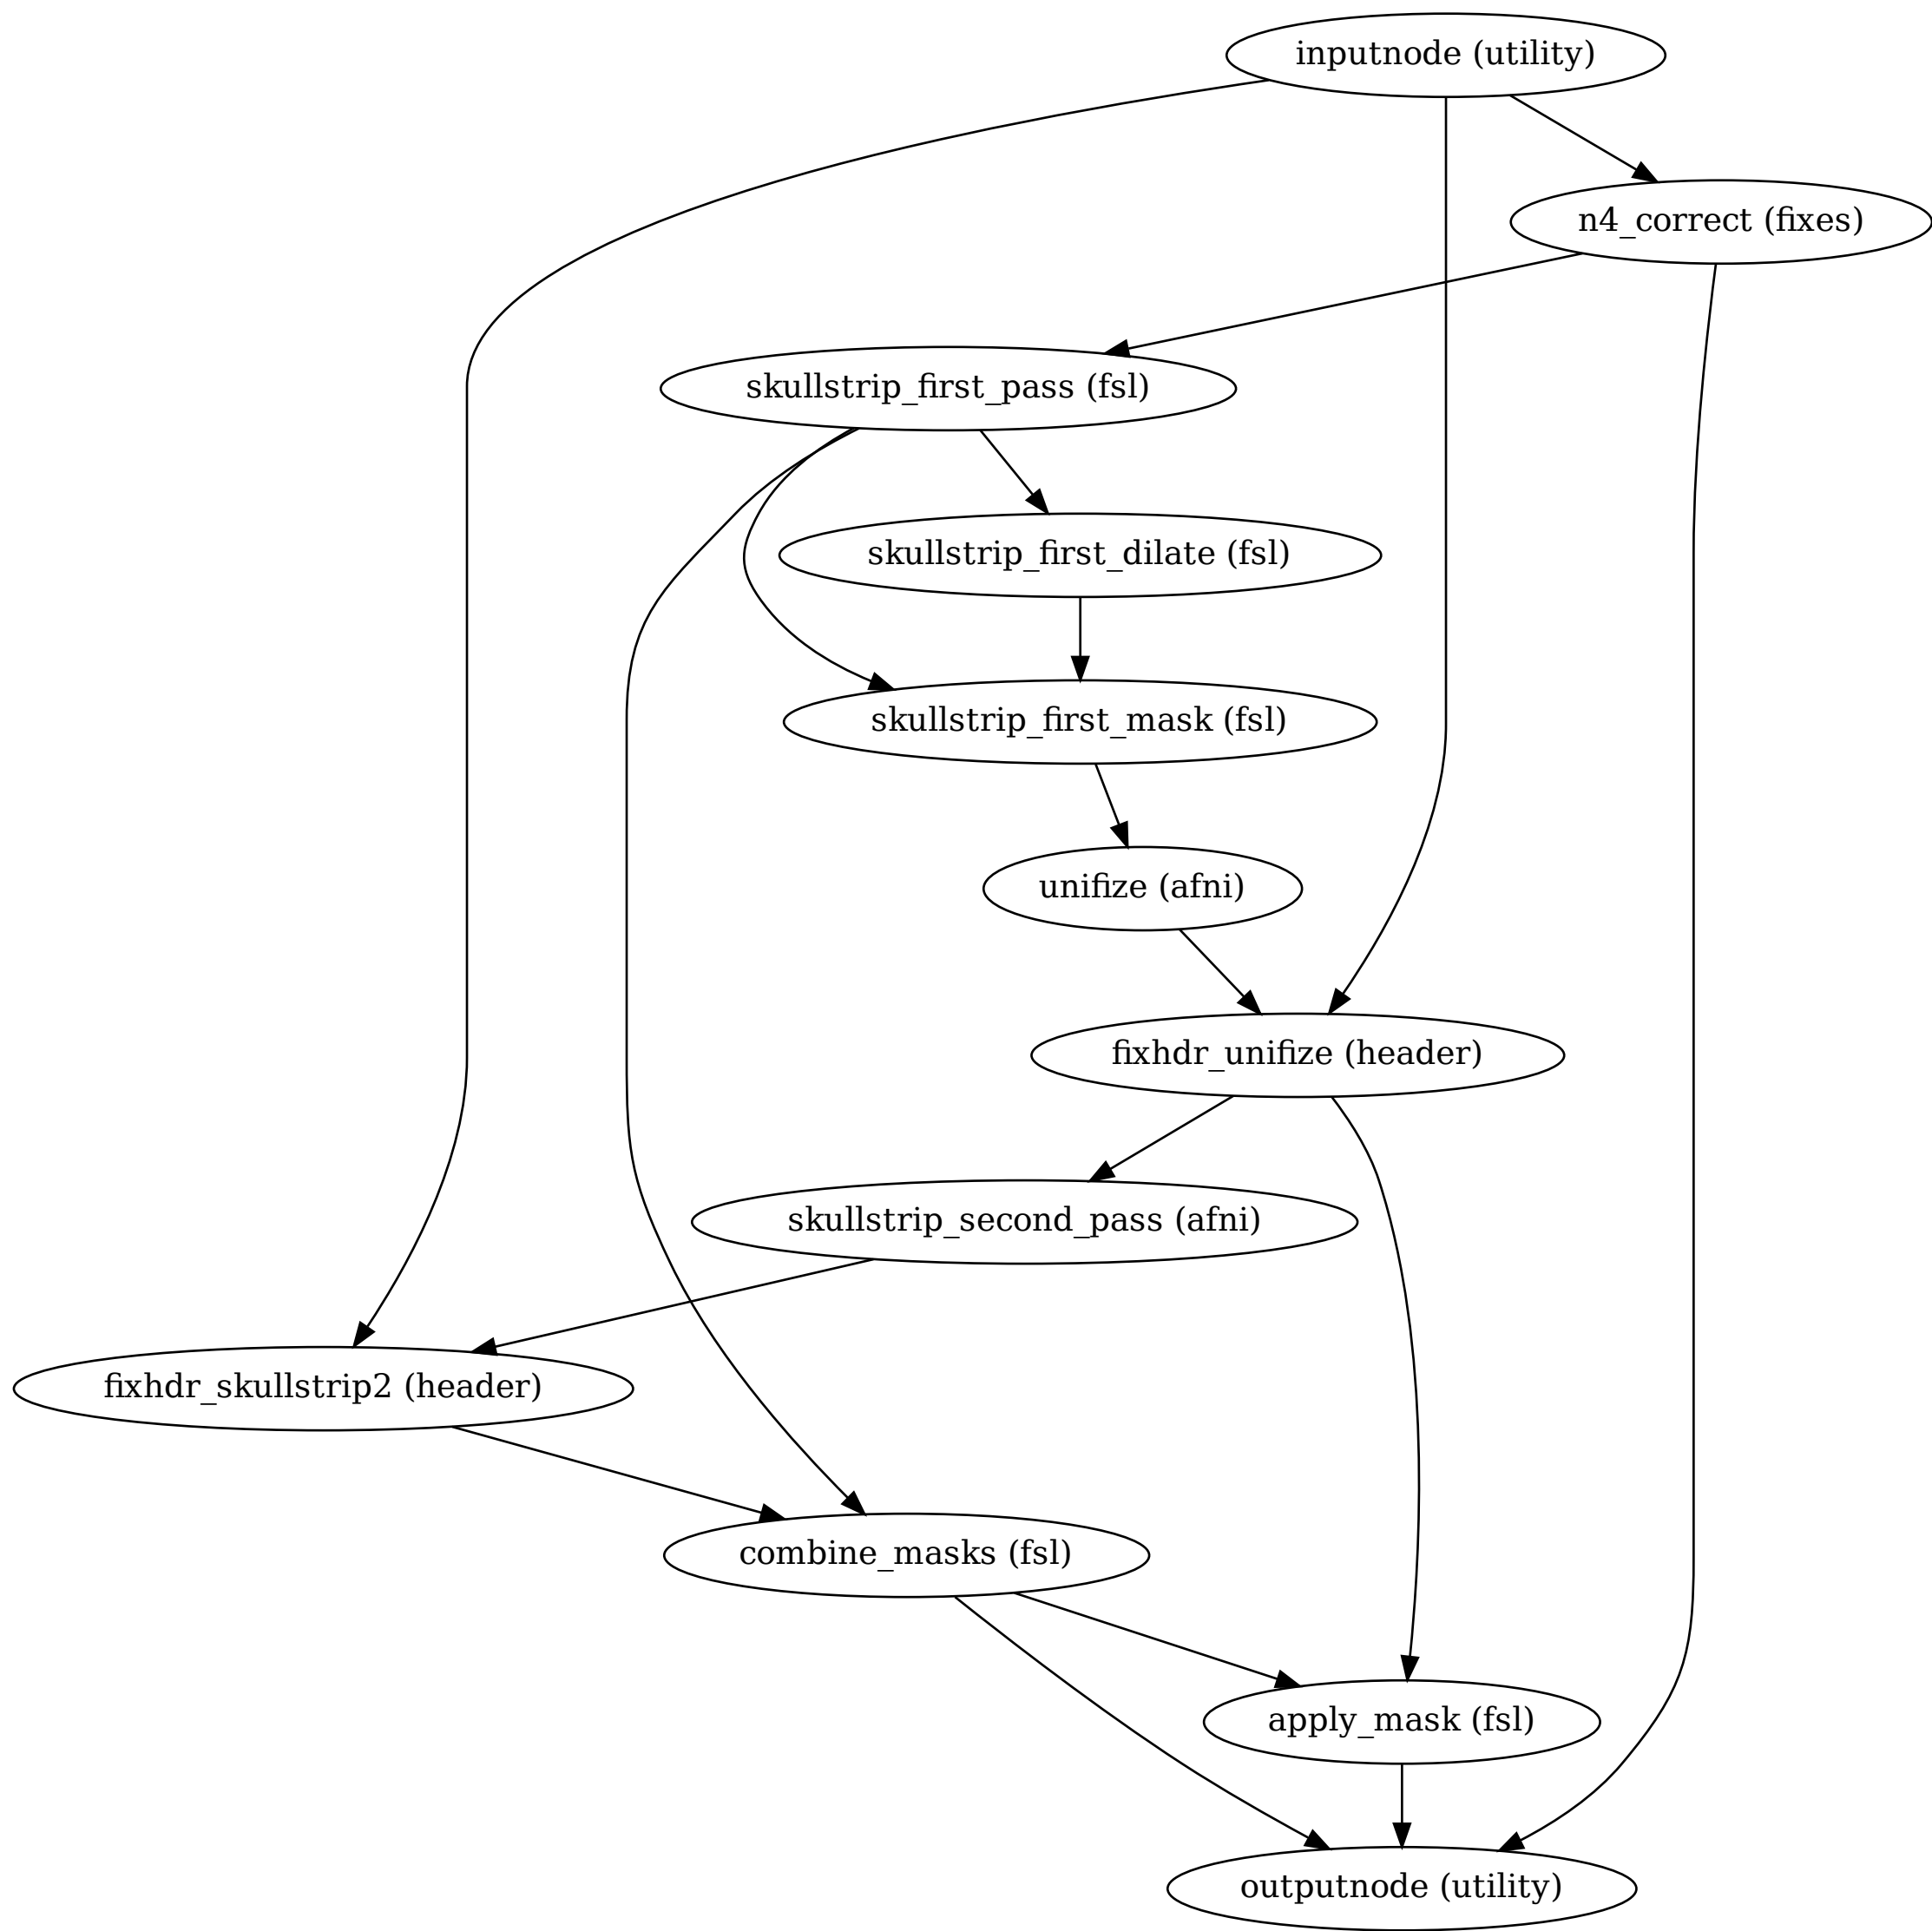 inputnode (utility)
n4_correct (fixes)
skullstrip_first_pass (fsl)
skullstrip_first_dilate (fsl)
skullstrip_first_mask (fsl)
unifize (afni)
fixhdr_unifize (header)
skullstrip_second_pass (afni)
fixhdr_skullstrip2 (header)
combine_masks (fsl)
apply_mask (fsl)
outputnode (utility)